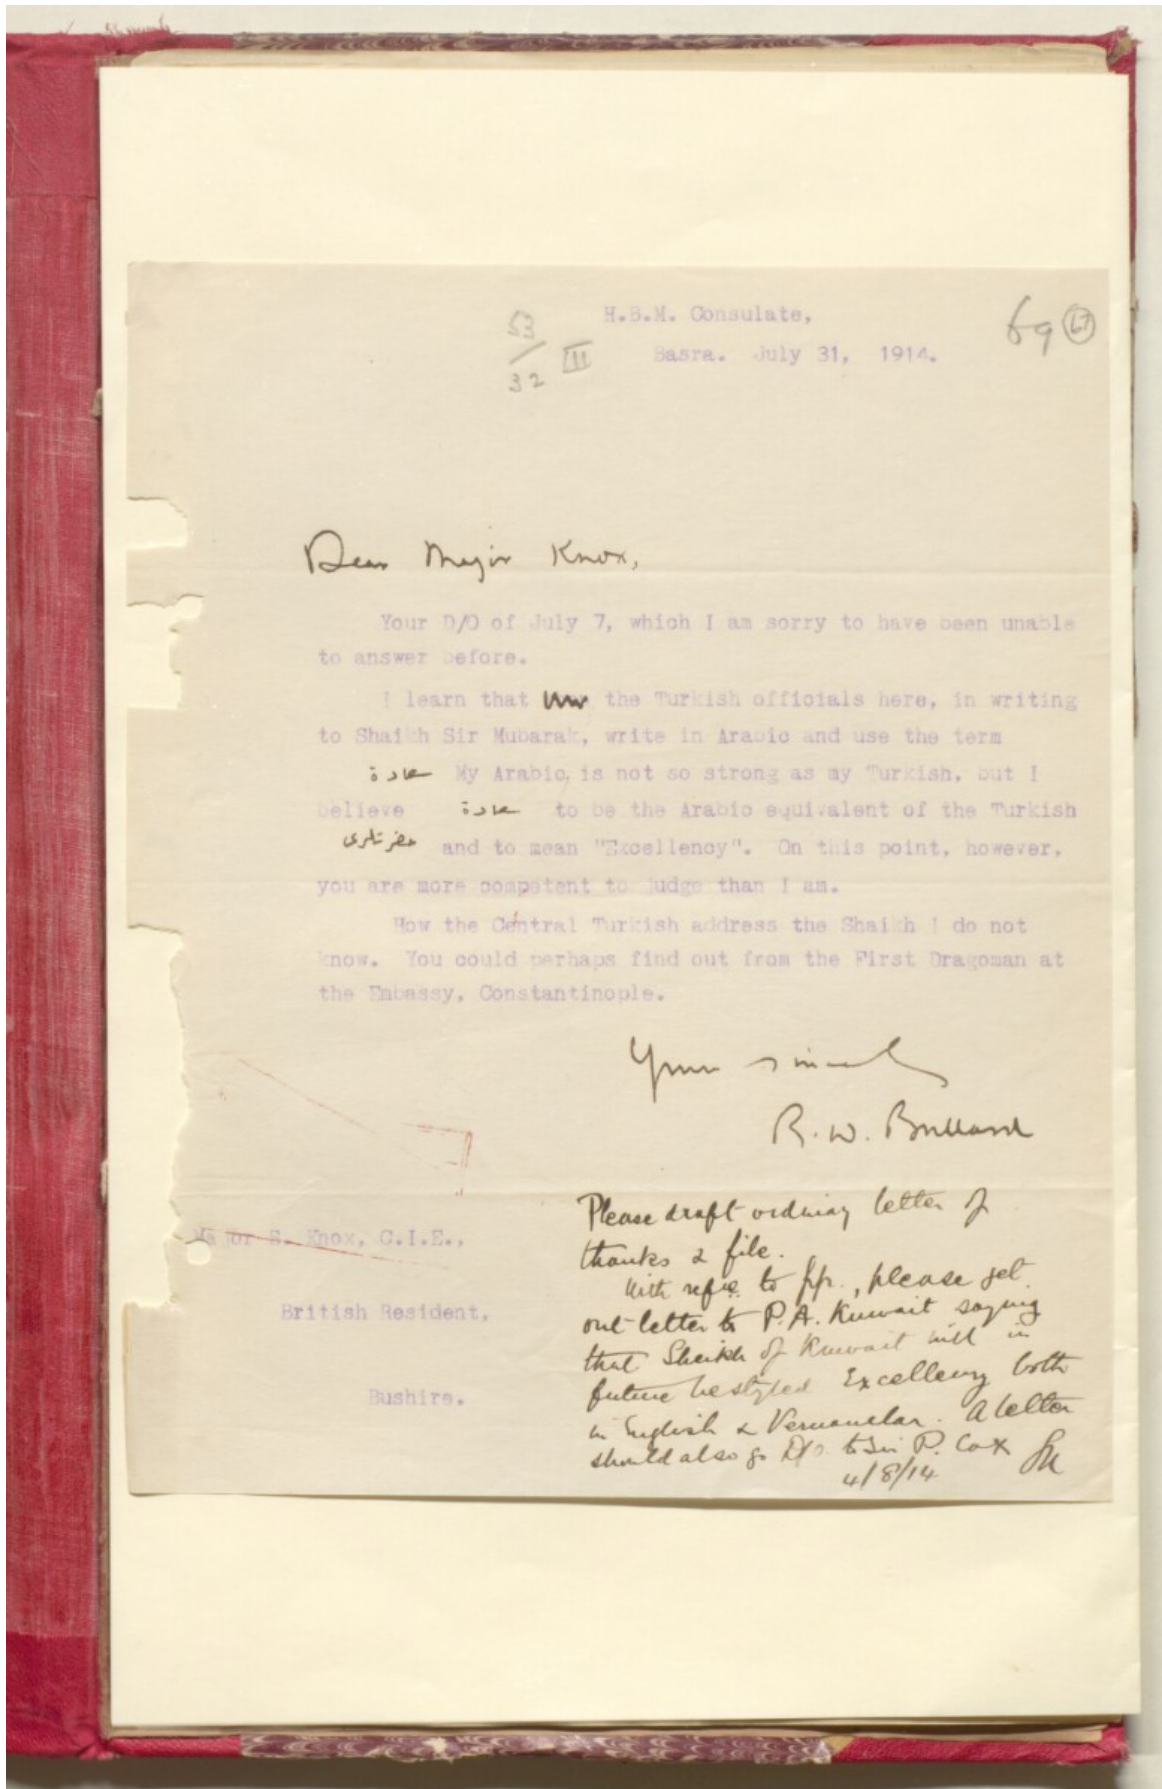 53
32 III
69 67
H.B.M. Consulate,
Basra. July 31, 1914.
Dear Major Knox,
Your D/O of July 7, which I am sorry to have been unable
to answer before.
I learn that the Turkish officials here, in writing
to Shaikh Sir Mubarak, write in Arabic and use the term
سعادة My Arabic is not so strong as my Turkish, but I
believe سعادة to be the Arabic equivalent of the Turkish
حضرتلری and to mean "Excellency". On this point, however,
you are more competent to judge than I am.
How the Central Turkish address the Shaikh I do not
know. You could perhaps find out from the First Dragoman at
the Embassy, Constantinople.
Yours sincerely
R. W. Bullard
Major S. Knox, C.I.E.,
British Resident,
Bushire.
Please draft ordinary letter of
thanks & file.
With refce. to pp., please get
out letter to P.A. Kuwait saying
that Sheikh of Kuwait will in
future be styled Excellency both
in English & Vernacular. A letter
should also go D/o. to Sir P. Cox
4/8/14